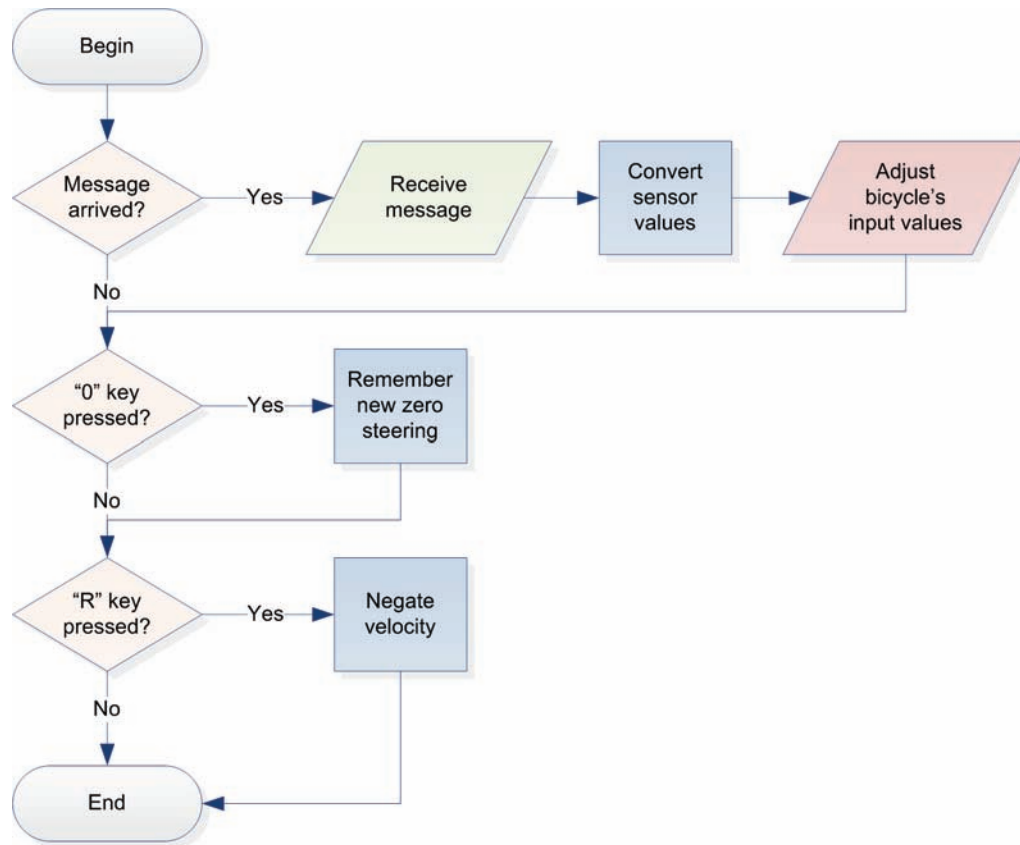 Begin
Message
arrived?
Yes
Receive
message
Convert
sensor
values
Adjust
bicycle's
input values
No
“0” key
pressed?
Yes
Remember
new zero
steering
No
“R” key
pressed?
Yes
Negate
velocity
No
End